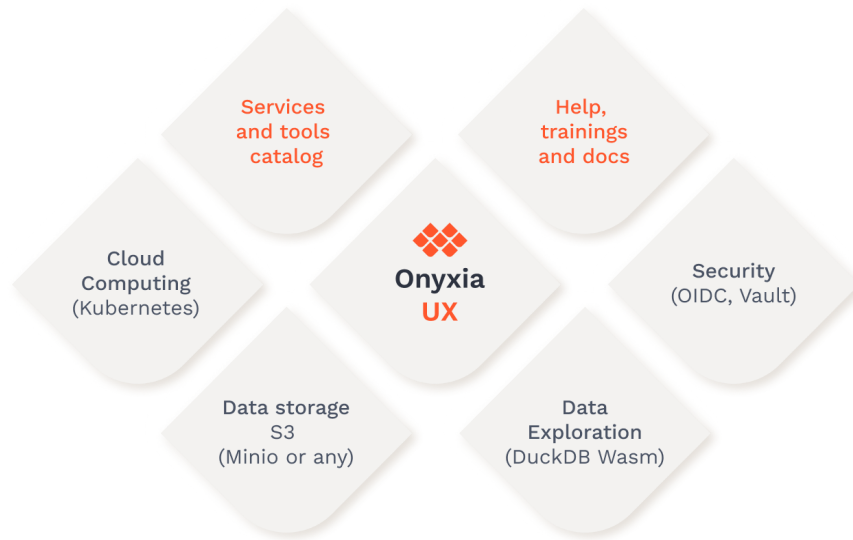 Services
and tools
catalog
Help,
trainings
and docs
Cloud
Computing
(Kubernetes)
Onyxia
UX
Security
(OIDC, Vault)
Data storage
S3
(Minio or any)
Data
Exploration
(DuckDB Wasm)